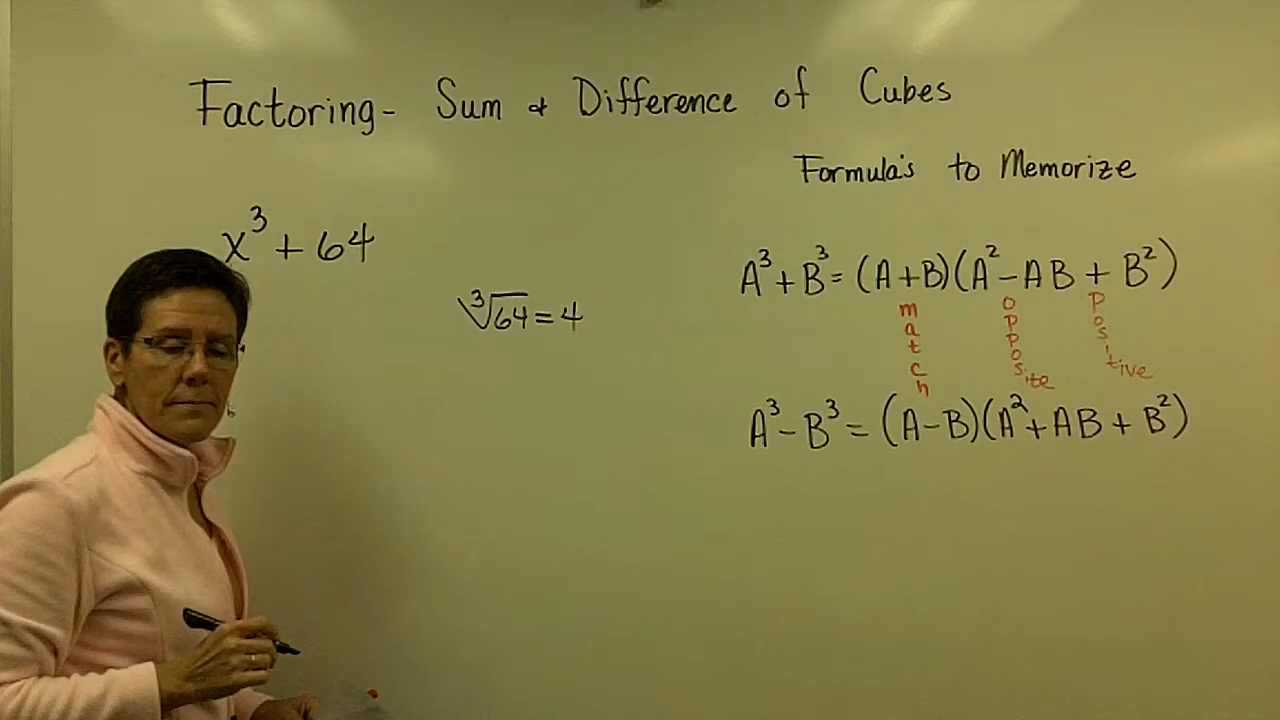 Factoring- Sum & Difference of Cubes
Formula's to Memorize
x³ + 64
A³ + B³ = (A + B)(A² - AB + B²)
∛64 = 4
match opposite positive
A³ - B³ = (A - B)(A² + AB + B²)